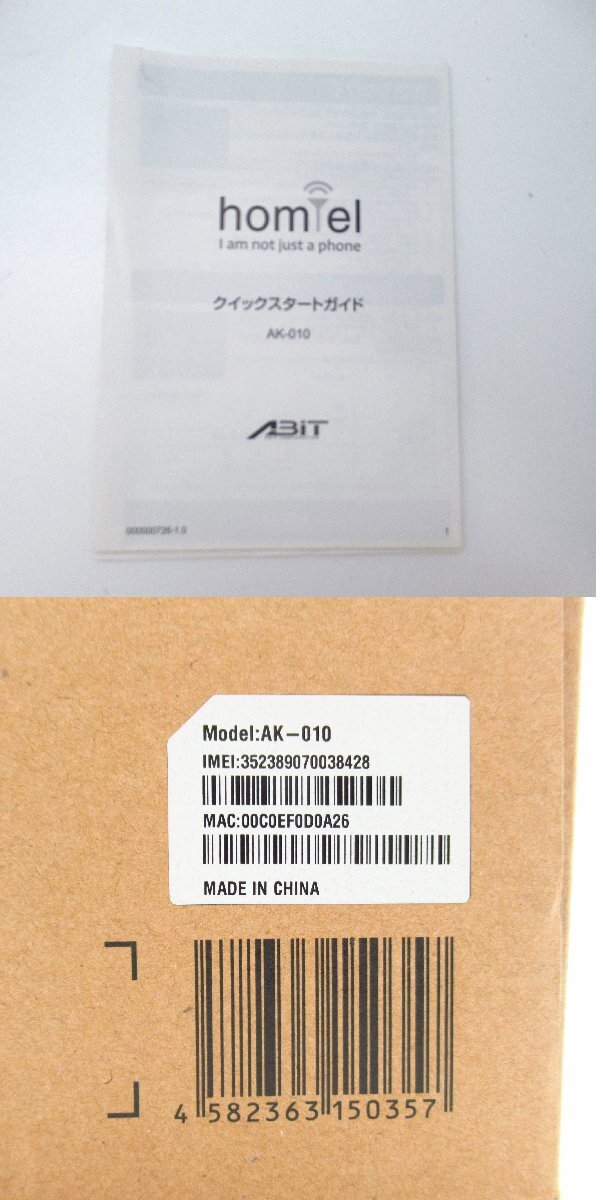 homTel
I am not just a phone
クイックスタートガイド
AK-010
ABiT
000000726-1.0
1
Model:AK-010
IMEI:352389070038428
MAC:00C0EF0D0A26
MADE IN CHINA
4 582363 150357